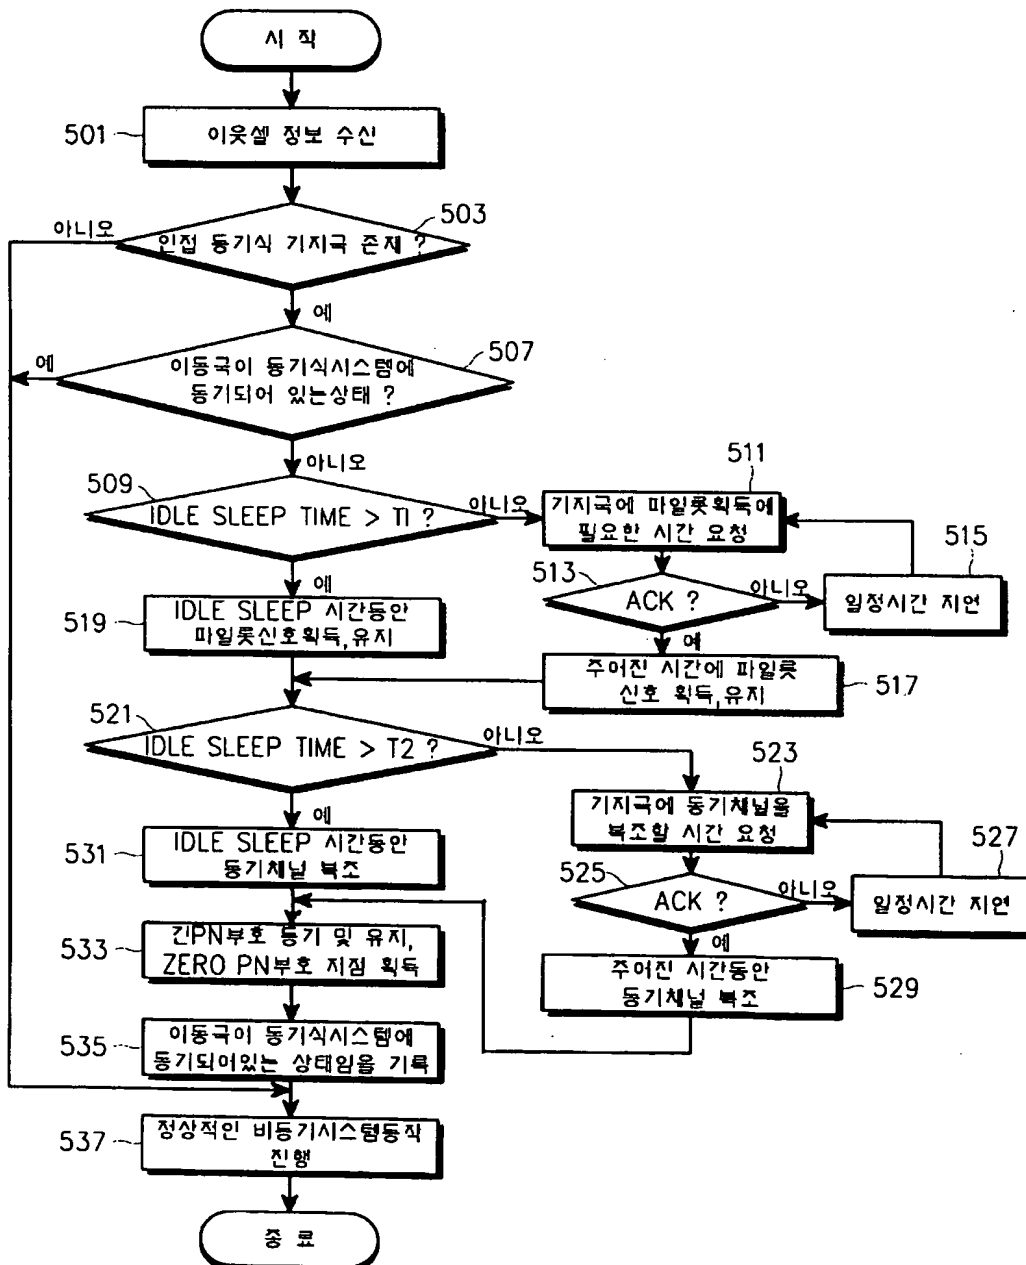 시 작
501
이웃셀 정보 수신
503
아니오
인접 동기식 기지국 존재 ?
예
507
예
이동국이 동기식시스템에
동기되어 있는상태 ?
아니오
509
IDLE SLEEP TIME > T1 ?
아니오
511
기지국에 파일롯획득에
필요한 시간 요청
515
513
ACK ?
아니오
일정시간 지연
예
519
IDLE SLEEP 시간동안
파일롯신호획득,유지
예
주어진 시간에 파일롯
신호 획득,유지
517
521
IDLE SLEEP TIME > T2 ?
아니오
523
기지국에 동기채널을
복조할 시간 요청
예
531
IDLE SLEEP 시간동안
동기채널 복조
527
525
ACK ?
아니오
일정시간 지연
예
533
긴PN부호 동기 및 유지,
ZERO PN부호 지점 획득
주어진 시간동안
동기채널 복조
529
535
이동국이 동기식시스템에
동기되어있는 상태임을 기록
537
정상적인 비동기시스템동작
진행
종 료